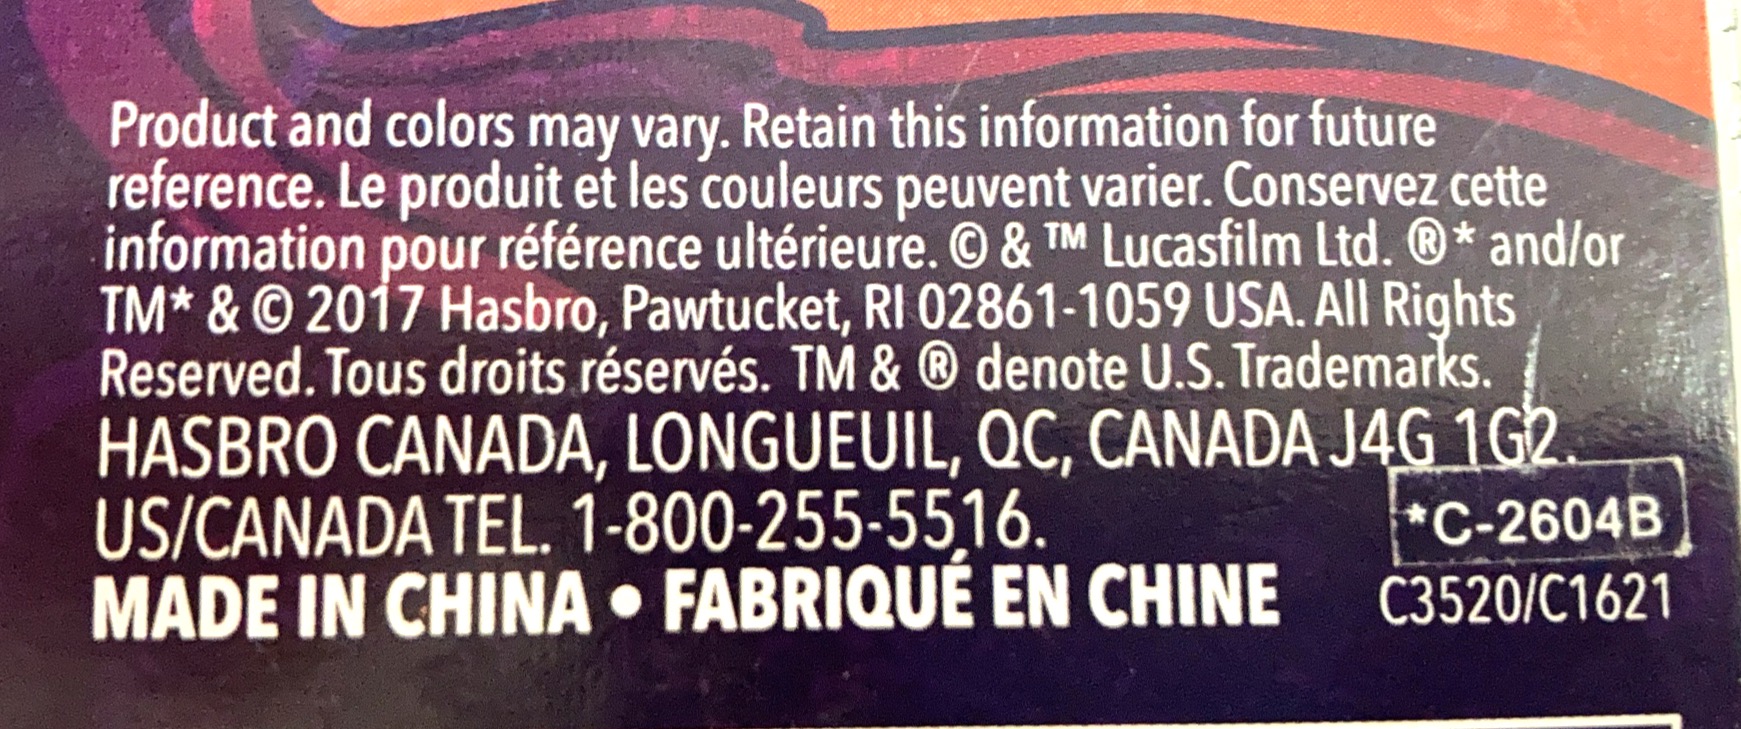 Product and colors may vary. Retain this information for future
reference. Le produit et les couleurs peuvent varier. Conservez cette
information pour référence ultérieure. © & ™ Lucasfilm Ltd. ®* and/or
TM* & © 2017 Hasbro, Pawtucket, RI 02861-1059 USA. All Rights
Reserved. Tous droits réservés. TM & ® denote U.S. Trademarks.
HASBRO CANADA, LONGUEUIL, QC, CANADA J4G 1G2.
US/CANADA TEL. 1-800-255-5516.
*C-2604B
MADE IN CHINA • FABRIQUÉ EN CHINE
C3520/C1621